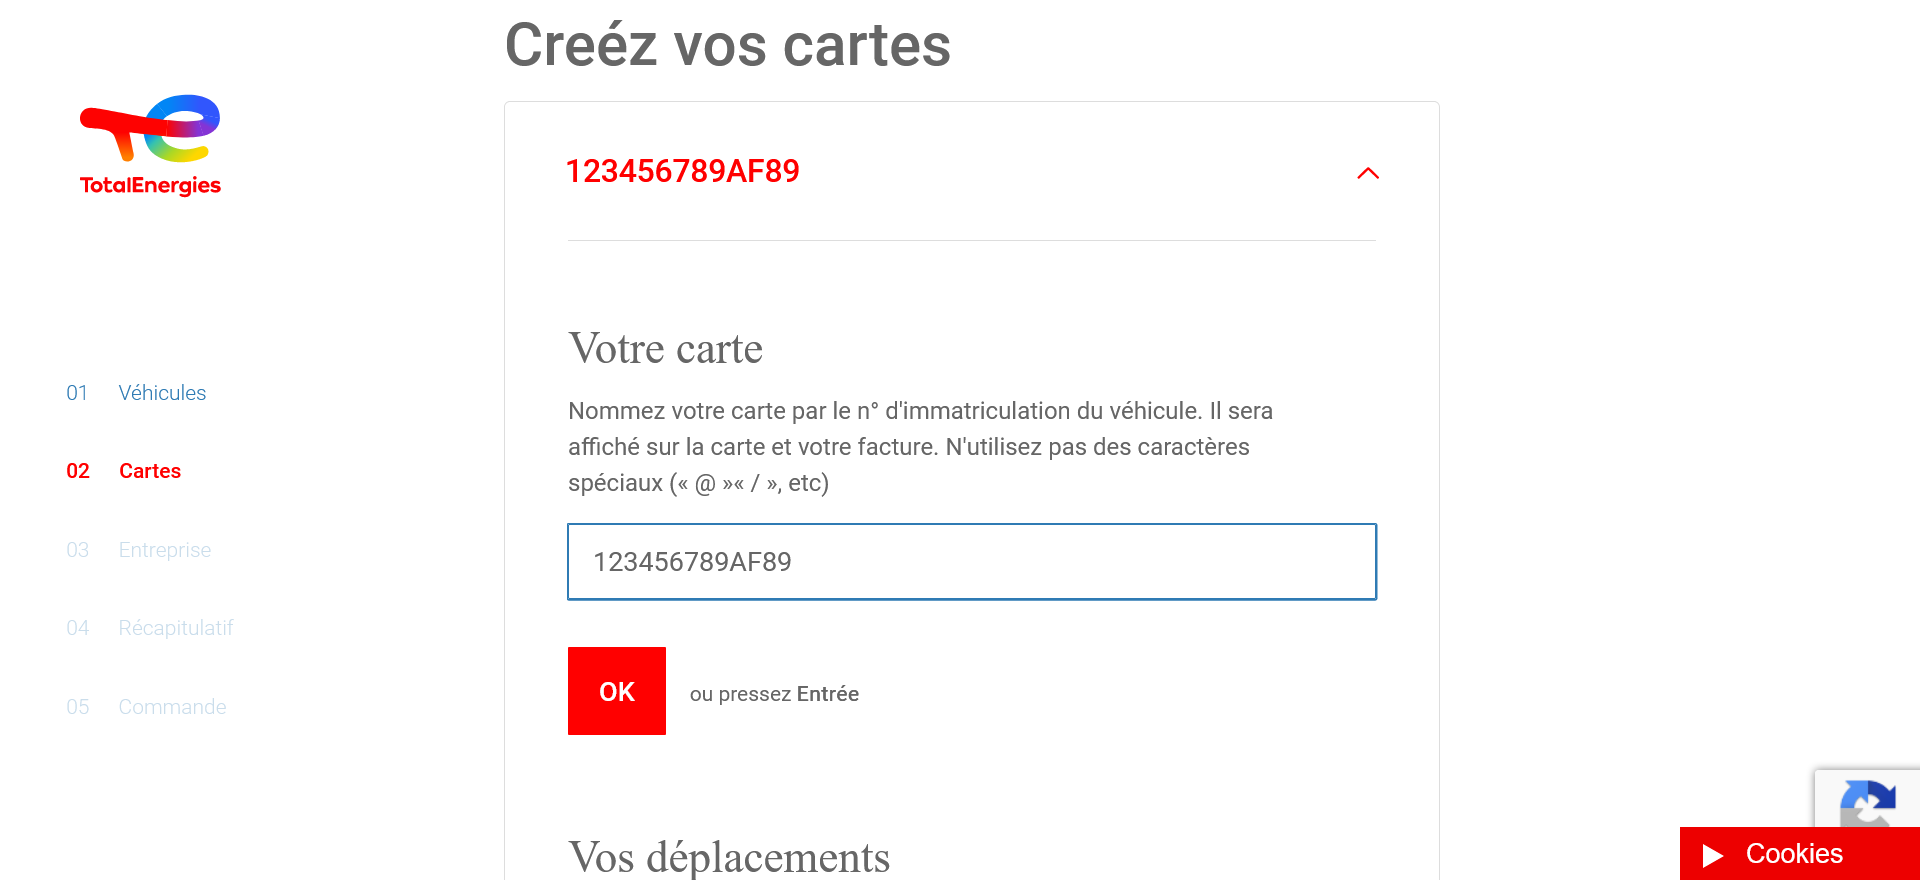 Creéz vos cartes
TotalEnergies
123456789AF89
01 Véhicules
02 Cartes
03 Entreprise
04 Récapitulatif
05 Commande
Votre carte
Nommez votre carte par le n° d'immatriculation du véhicule. Il sera
affiché sur la carte et votre facture. N'utilisez pas des caractères
spéciaux (« @ »« / », etc)
123456789AF89
OK ou pressez Entrée
Vos déplacements
Cookies